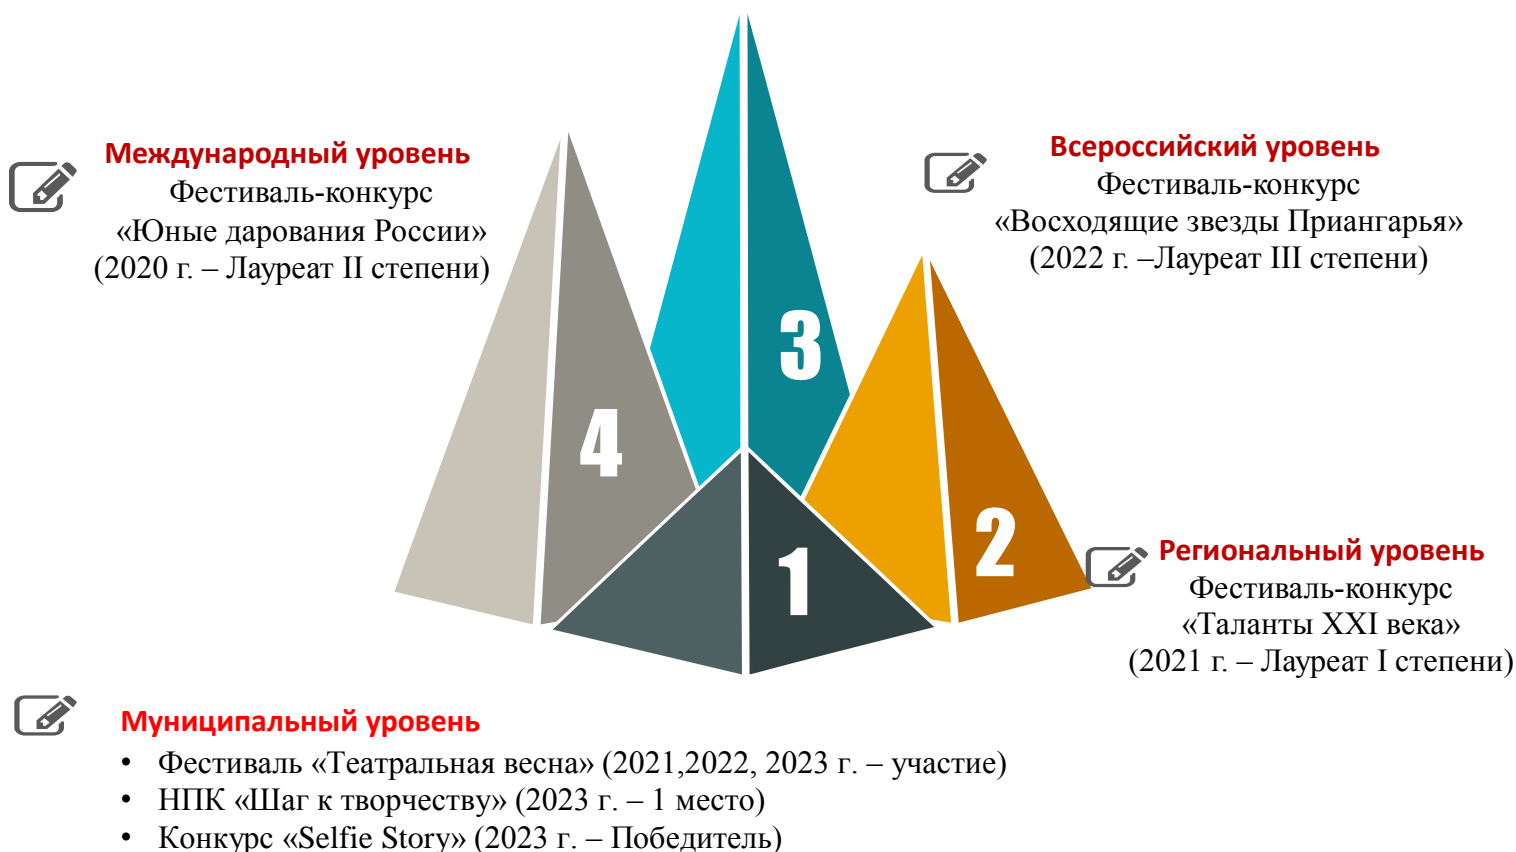 Международный уровень
Фестиваль-конкурс
«Юные дарования России»
(2020 г. – Лауреат II степени)
Всероссийский уровень
Фестиваль-конкурс
«Восходящие звезды Приангарья»
(2022 г. –Лауреат III степени)
3
4
2
1
Региональный уровень
Фестиваль-конкурс
«Таланты XXI века»
(2021 г. – Лауреат I степени)
Муниципальный уровень
• Фестиваль «Театральная весна» (2021,2022, 2023 г. – участие)
• НПК «Шаг к творчеству» (2023 г. – 1 место)
• Конкурс «Selfie Story» (2023 г. – Победитель)